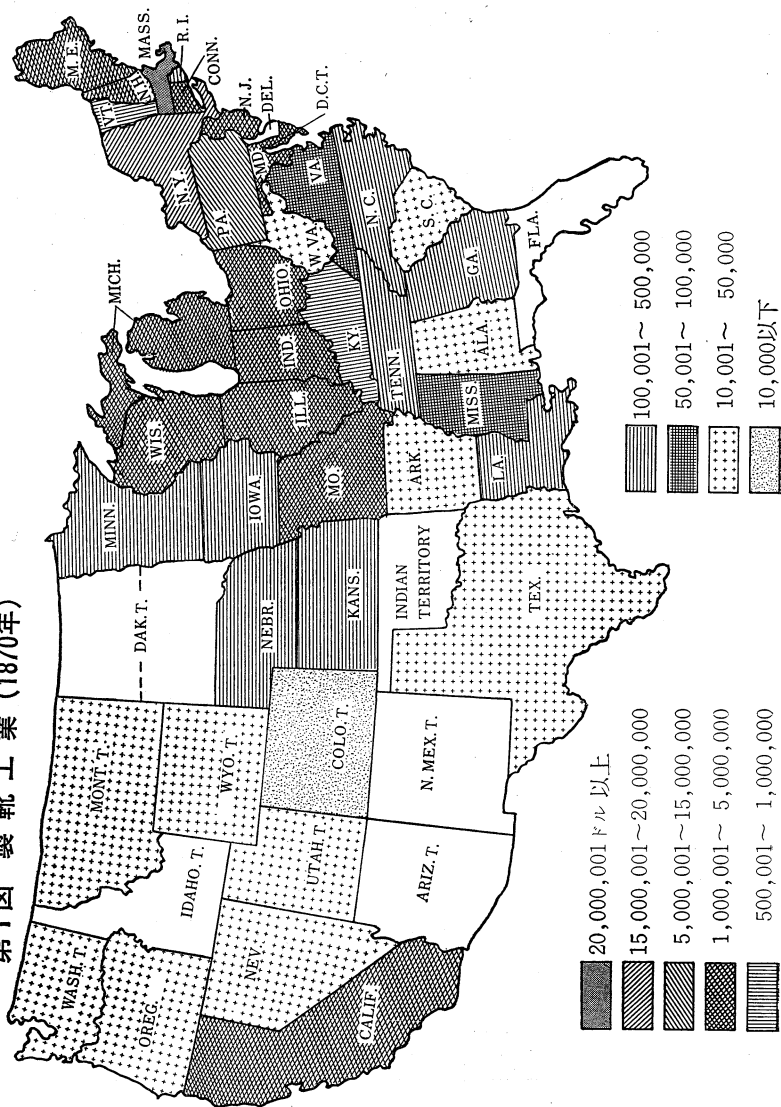 第1図 製靴工業 (1870年)
WASH. T.
MONT. T.
DAK. T.
MINN.
MICH.
M. E.
VT.
N.H.
MASS.
R. I.
CONN.
OREG.
IDAHO. T.
WYO. T.
WIS.
N.Y.
NEV.
UTAH. T.
COLO. T.
NEBR.
IOWA.
ILL.
IND.
OHIO.
PA.
N.J.
DEL.
MD.
D.C.T.
CALIF.
KANS.
MO.
KY.
W VA.
VA.
ARIZ. T.
N. MEX. T.
INDIAN
TERRITORY
ARK.
TENN.
N. C.
S. C.
TEX.
LA.
MISS.
ALA.
GA.
FLA.
20,000,001ドル以上
15,000,001~20,000,000
5,000,001~15,000,000
1,000,001~ 5,000,000
500,001~ 1,000,000
100,001~ 500,000
50,001~ 100,000
10,001~ 50,000
10,000以下